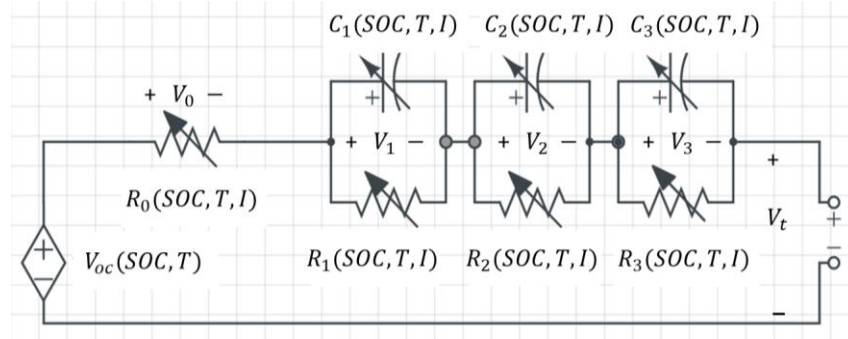 C₁(SOC,T,I) C₂(SOC,T,I) C₃(SOC,T,I)
+ + +
+ V₀ − + V₁ − + V₂ − + V₃ −
+
R₀(SOC,T,I)
Vₜ +
−
+ V_oc(SOC,T) R₁(SOC,T,I) R₂(SOC,T,I) R₃(SOC,T,I)
−
−